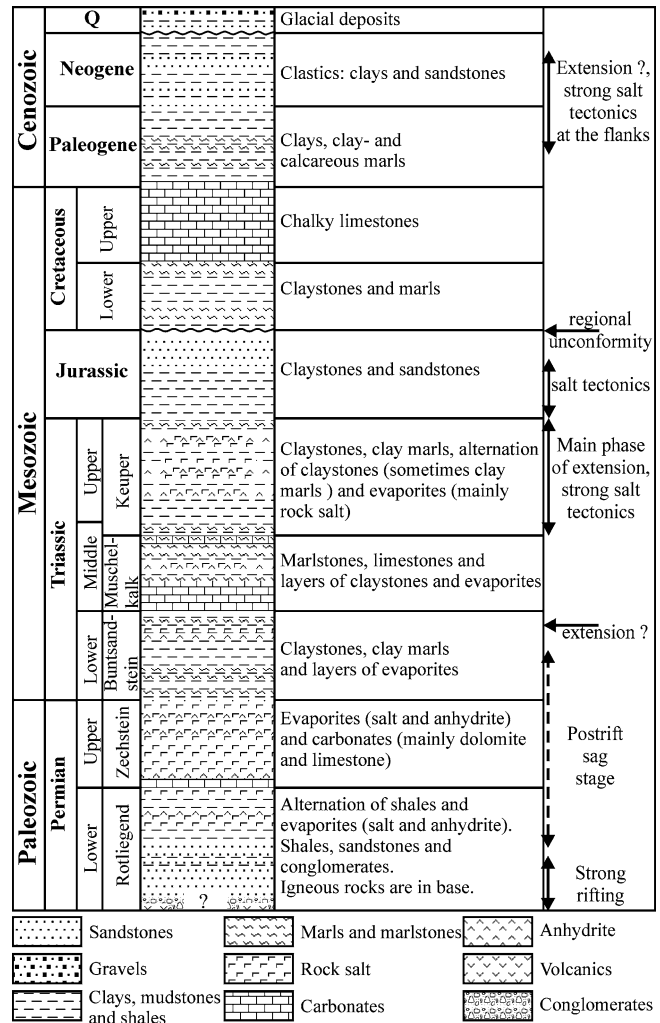 Cenozoic
Q
Glacial deposits
Neogene
Clastics: clays and sandstones
Extension ?,
strong salt
tectonics
at the flanks
Paleogene
Clays, clay- and
calcareous marls
Mesozoic
Cretaceous
Upper
Chalky limestones
Lower
Claystones and marls
regional
unconformity
Jurassic
Claystones and sandstones
salt tectonics
Triassic
Upper
Keuper
Claystones, clay marls, alternation
of claystones (sometimes clay
marls ) and evaporites (mainly
rock salt)
Main phase
of extension,
strong salt
tectonics
Middle
Muschel-
kalk
Marlstones, limestones and
layers of claystones and evaporites
Lower
Buntsand-
stein
Claystones, clay marls
and layers of evaporites
extension ?
Paleozoic
Permian
Upper
Zechstein
Evaporites (salt and anhydrite)
and carbonates (mainly dolomite
and limestone)
Postrift
sag
stage
Lower
Rotliegend
Alternation of shales and
evaporites (salt and anhydrite).
Shales, sandstones and
conglomerates.
Igneous rocks are in base.
Strong
rifting
?
Sandstones
Marls and marlstones
Anhydrite
Gravels
Rock salt
Volcanics
Clays, mudstones
and shales
Carbonates
Conglomerates